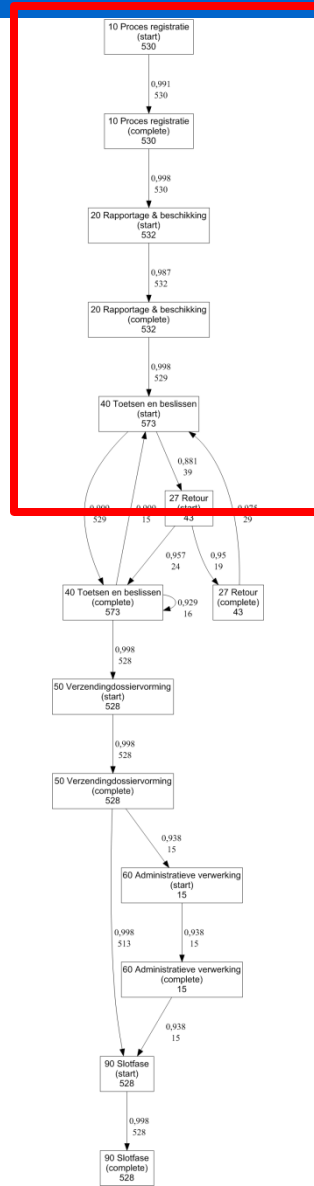 10 Proces registratie
(start)
530
0,991
530
10 Proces registratie
(complete)
530
0,998
530
20 Rapportage & beschikking
(start)
532
0,987
532
20 Rapportage & beschikking
(complete)
532
0,998
529
40 Toetsen en beslissen
(start)
573
0,881
39
27 Retour
(start)
43
529
15
29
0,957
24
0,95
19
40 Toetsen en beslissen
(complete)
573
0,929
16
27 Retour
(complete)
43
0,998
528
50 Verzendingdossiervorming
(start)
528
0,998
528
50 Verzendingdossiervorming
(complete)
528
0,938
15
60 Administratieve verwerking
(start)
15
0,998
513
0,938
15
60 Administratieve verwerking
(complete)
15
0,938
15
90 Slotfase
(start)
528
0,998
528
90 Slotfase
(complete)
528